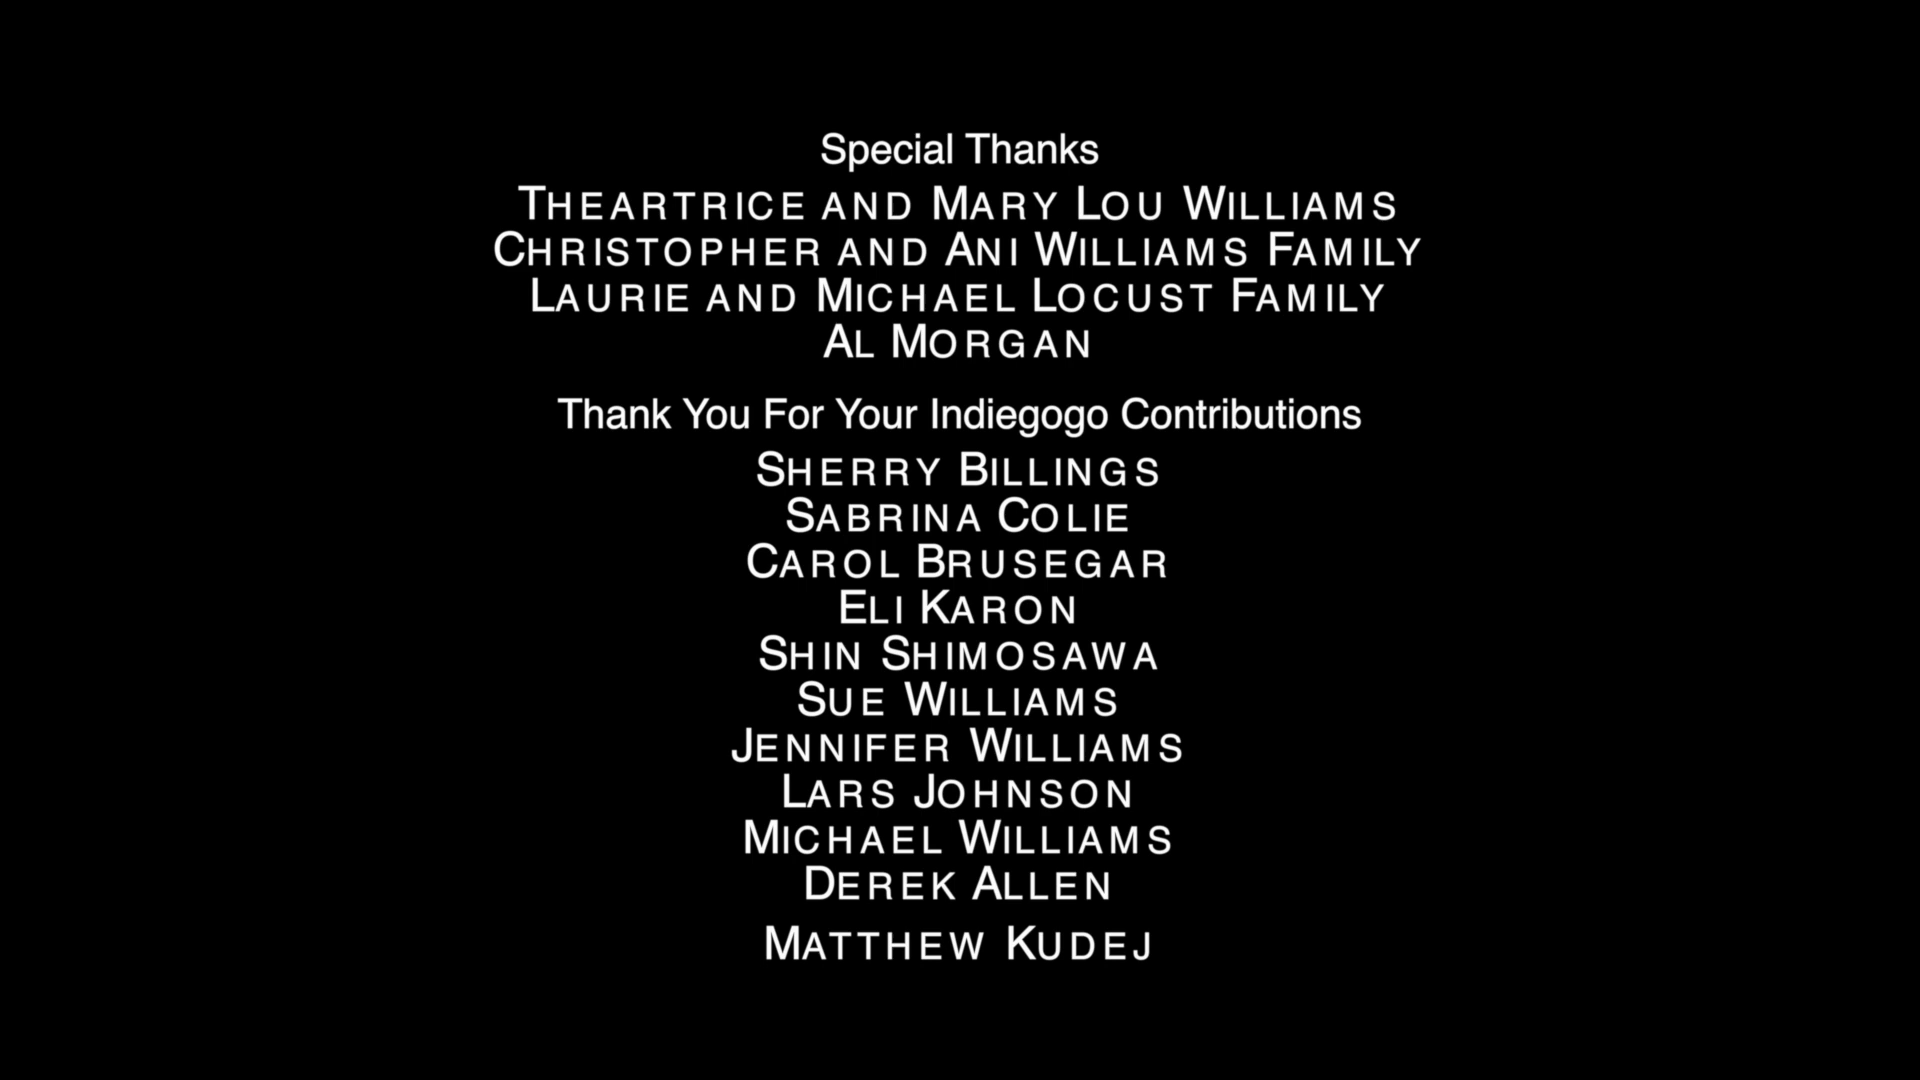 Special Thanks
THEARTRICE AND MARY LOU WILLIAMS
CHRISTOPHER AND ANI WILLIAMS FAMILY
LAURIE AND MICHAEL LOCUST FAMILY
AL MORGAN
Thank You For Your Indiegogo Contributions
SHERRY BILLINGS
SABRINA COLIE
CAROL BRUSEGAR
ELI KARON
SHIN SHIMOSAWA
SUE WILLIAMS
JENNIFER WILLIAMS
LARS JOHNSON
MICHAEL WILLIAMS
DEREK ALLEN
MATTHEW KUDEJ